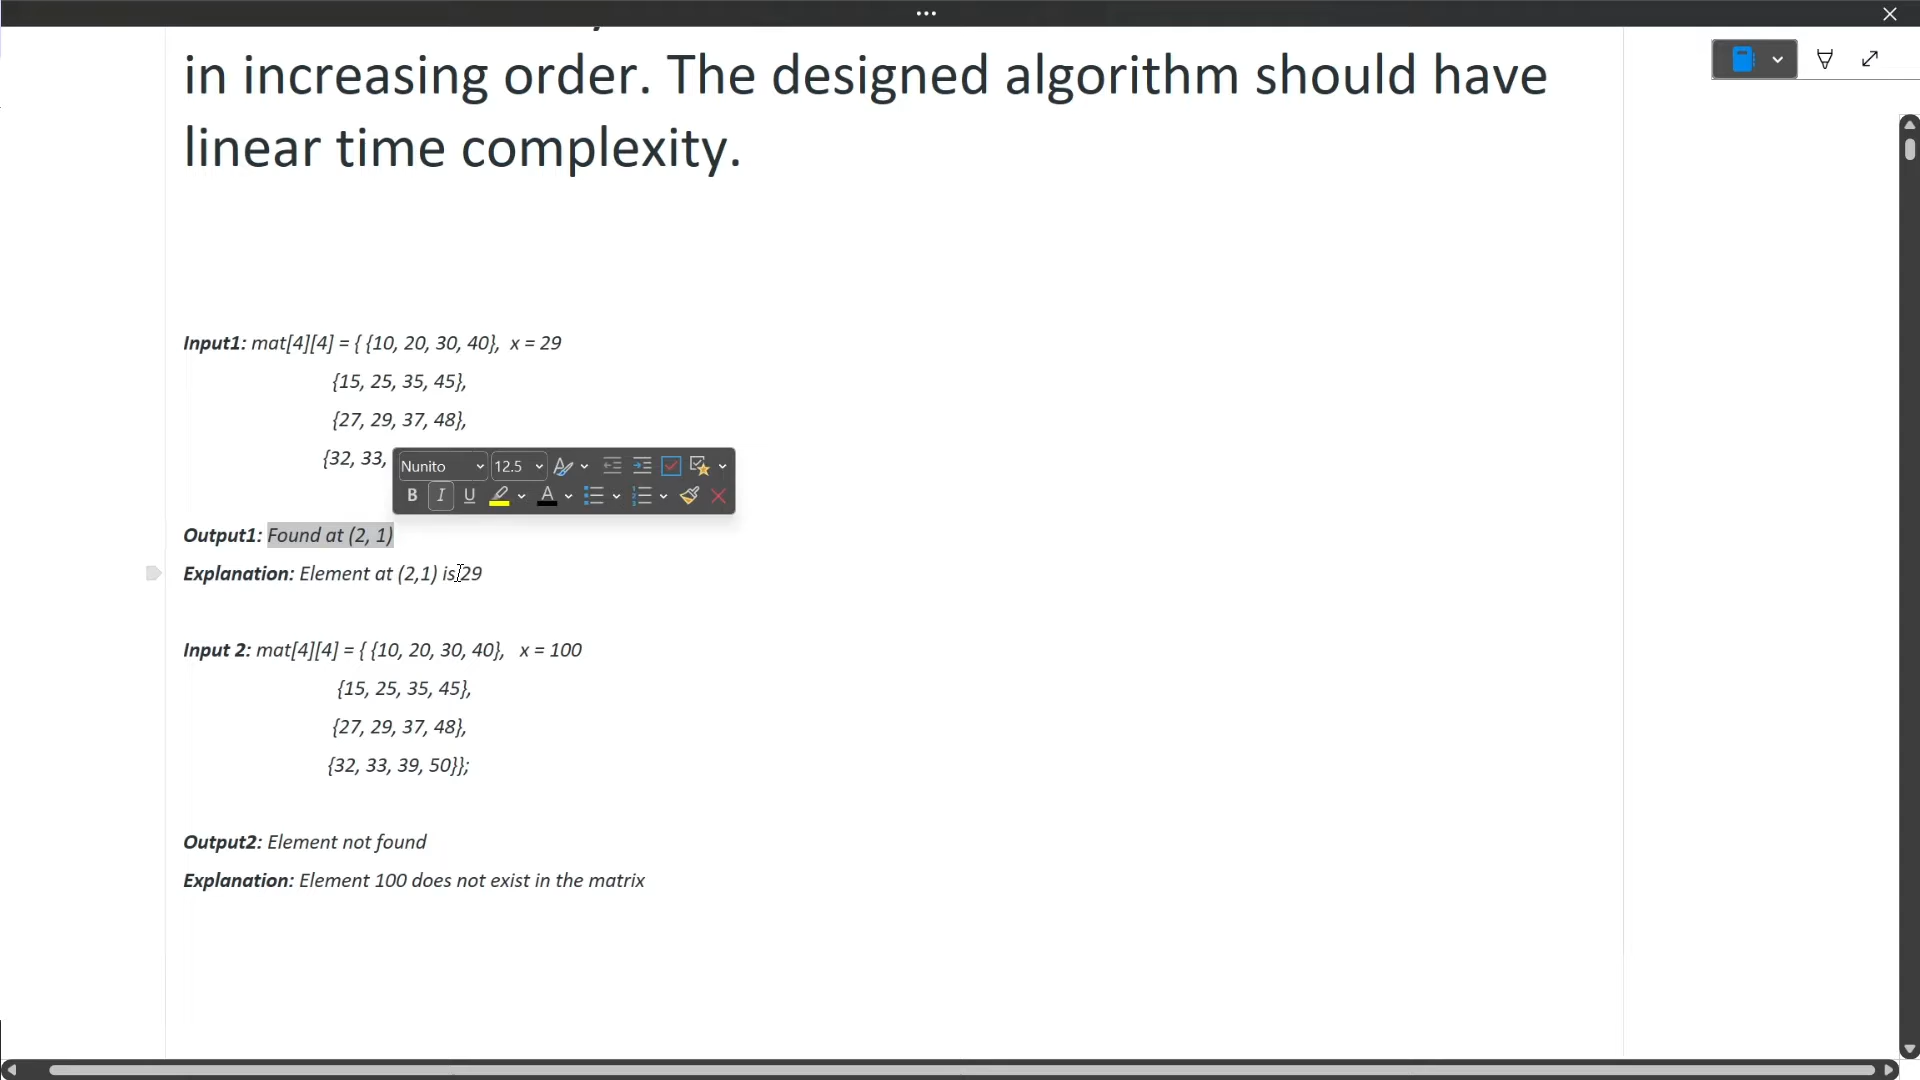 in increasing order. The designed algorithm should have
linear time complexity.
Input1: mat[4][4] = { {10, 20, 30, 40},  x = 29
{15, 25, 35, 45},
{27, 29, 37, 48},
{32, 33,
Nunito 12.5
B I U A
Output1: Found at (2, 1)
Explanation: Element at (2,1) is 29
Input 2: mat[4][4] = { {10, 20, 30, 40},   x = 100
{15, 25, 35, 45},
{27, 29, 37, 48},
{32, 33, 39, 50}};
Output2: Element not found
Explanation: Element 100 does not exist in the matrix